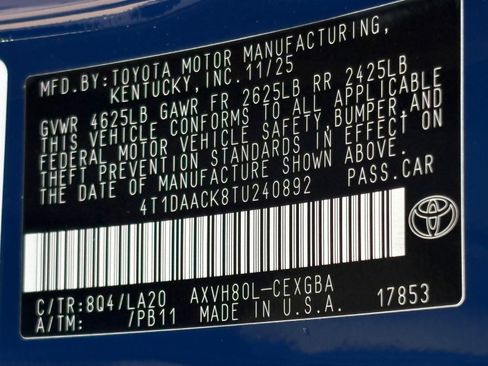 MFD.BY:TOYOTA MOTOR MANUFACTURING,
KENTUCKY, INC. 11/25
GVWR 4625LB GAWR FR 2625LB RR 2425LB
THIS VEHICLE CONFORMS TO ALL APPLICABLE
FEDERAL MOTOR VEHICLE SAFETY, BUMPER, AND
THEFT PREVENTION STANDARDS IN EFFECT ON
THE DATE OF MANUFACTURE SHOWN ABOVE.
4T1DAACK8TU240892 PASS.CAR
C/TR:8Q4/LA20 AXVH80L-CEXGBA
A/TM: /PB11 MADE IN U.S.A. 17853